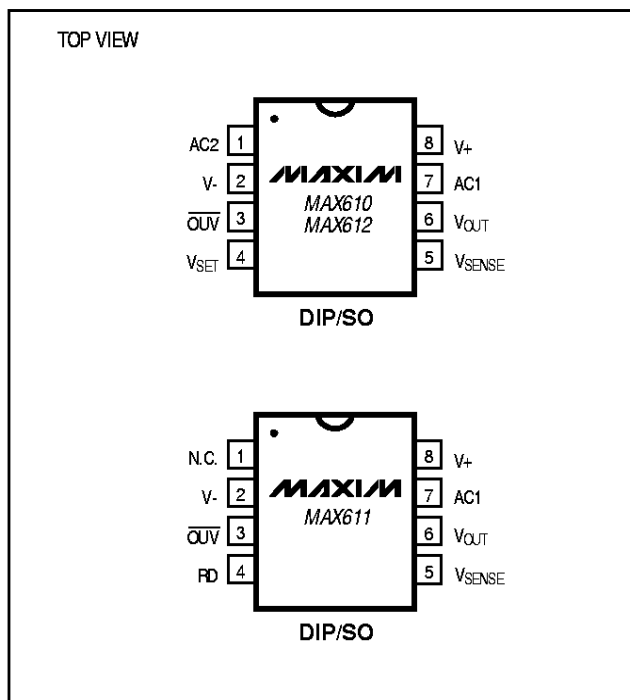 TOP VIEW
AC2 1 8 V+
V- 2 MAXIM 7 AC1
OUV 3 MAX610 6 VOUT
MAX612
VSET 4 5 VSENSE
DIP/SO
N.C. 1 8 V+
V- 2 MAXIM 7 AC1
OUV 3 MAX611 6 VOUT
RD 4 5 VSENSE
DIP/SO